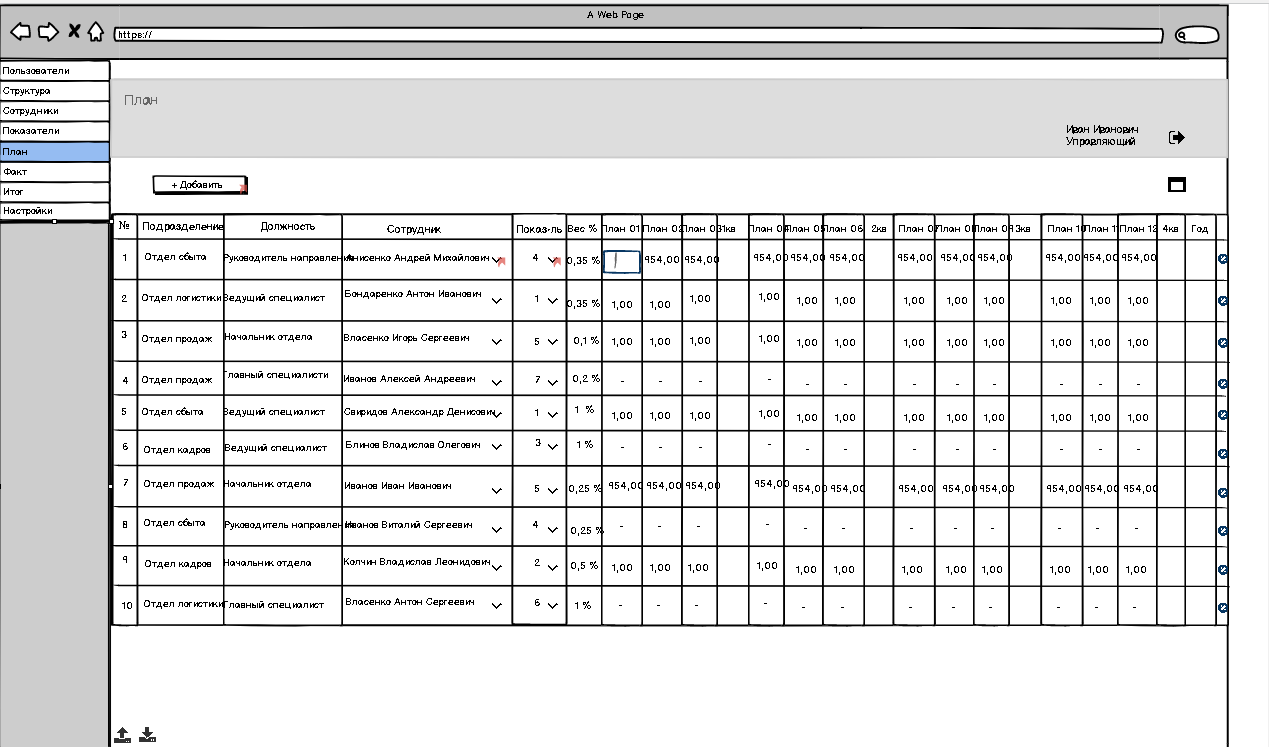 A Web Page
https://
Пользователи
Структура
Сотрудники
Показатели
План
Факт
Итог
Настройки
План
Иван Иванович
Управляющий
+ Добавить
№ Подразделение Должность Сотрудник Показ-ль Вес % План 01 План 02 План 03 1кв План 04 План 05 План 06 2кв План 07 План 08 План 09 3кв План 10 План 11 План 12 4кв Год
1 Отдел сбыта Руководитель направлен Анисенко Андрей Михайлович 4 0,35 % 954,00 954,00 954,00 954,00 954,00 954,00 954,00 954,00 954,00 954,00 954,00
2 Отдел логистики Ведущий специалист Бондаренко Антон Иванович 1 0,35 % 1,00 1,00 1,00 1,00 1,00 1,00 1,00 1,00 1,00 1,00 1,00 1,00
3 Отдел продаж Начальник отдела Власенко Игорь Сергеевич 5 0,1 % 1,00 1,00 1,00 1,00 1,00 1,00 1,00 1,00 1,00 1,00 1,00 1,00
4 Отдел продаж Главный специалисти Иванов Алексей Андреевич 7 0,2 % - - - - - - - - - - - -
5 Отдел сбыта Ведущий специалист Свиридов Александр Денисович 1 1 % 1,00 1,00 1,00 1,00 1,00 1,00 1,00 1,00 1,00 1,00 1,00 1,00
6 Отдел кадров Ведущий специалист Блинов Владислав Олегович 3 1 % - - - - - - - - - - - -
7 Отдел продаж Начальник отдела Иванов Иван Иванович 5 0,25 % 954,00 954,00 954,00 954,00 954,00 954,00 954,00 954,00 954,00 954,00 954,00 954,00
8 Отдел сбыта Руководитель направлен Иванов Виталий Сергеевич 4 0,25 % - - - - - - - - - - - -
9 Отдел кадров Начальник отдела Колчин Владислав Леонидович 2 0,5 % 1,00 1,00 1,00 1,00 1,00 1,00 1,00 1,00 1,00 1,00 1,00 1,00
10 Отдел логистики Главный специалист Власенко Антон Сергеевич 6 1 % - - - - - - - - - - - -